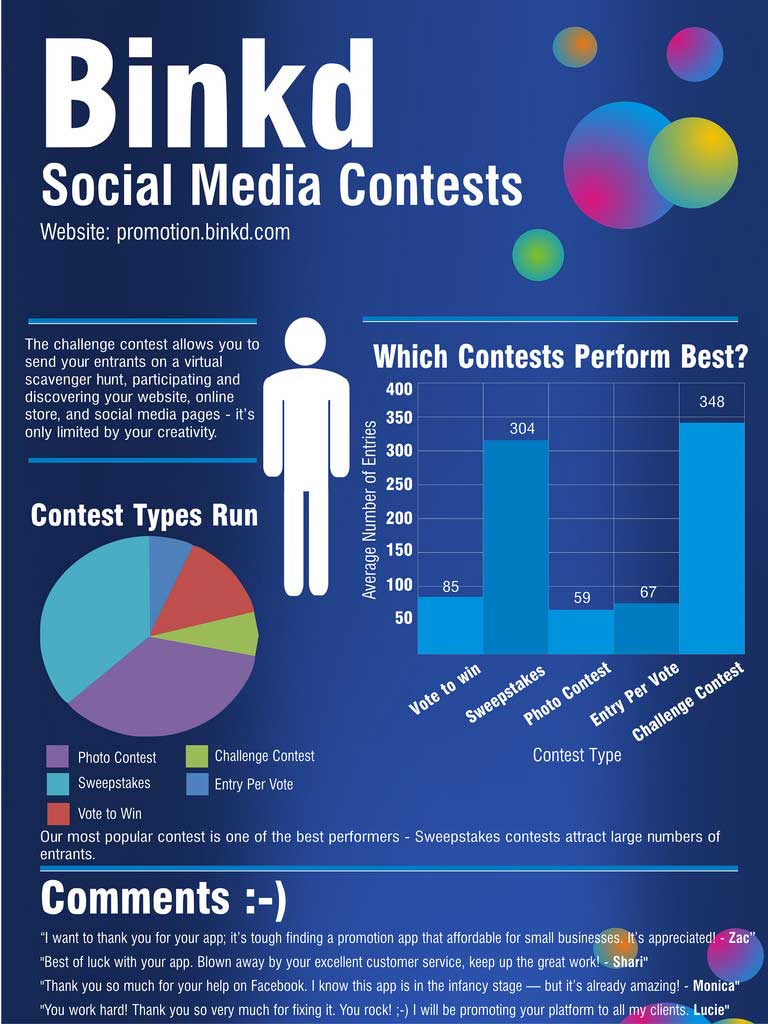 Binkd
Social Media Contests
Website: promotion.binkd.com
The challenge contest allows you to
send your entrants on a virtual
scavenger hunt, participating and
discovering your website, online
store, and social media pages - it's
only limited by your creativity.
Contest Types Run
Photo Contest
Challenge Contest
Sweepstakes
Entry Per Vote
Vote to Win
Which Contests Perform Best?
Average Number of Entries
400
350
300
250
200
150
100
50
85
304
59
67
348
Vote to win
Sweepstakes
Photo Contest
Entry Per Vote
Challenge Contest
Contest Type
Our most popular contest is one of the best performers - Sweepstakes contests attract large numbers of
entrants.
Comments :-)
“I want to thank you for your app; it’s tough finding a promotion app that affordable for small businesses. It’s appreciated! - Zac”
"Best of luck with your app. Blown away by your excellent customer service, keep up the great work! - Shari"
"Thank you so much for your help on Facebook. I know this app is in the infancy stage — but it’s already amazing! - Monica"
"You work hard! Thank you so very much for fixing it. You rock! ;-) I will be promoting your platform to all my clients. Lucie"